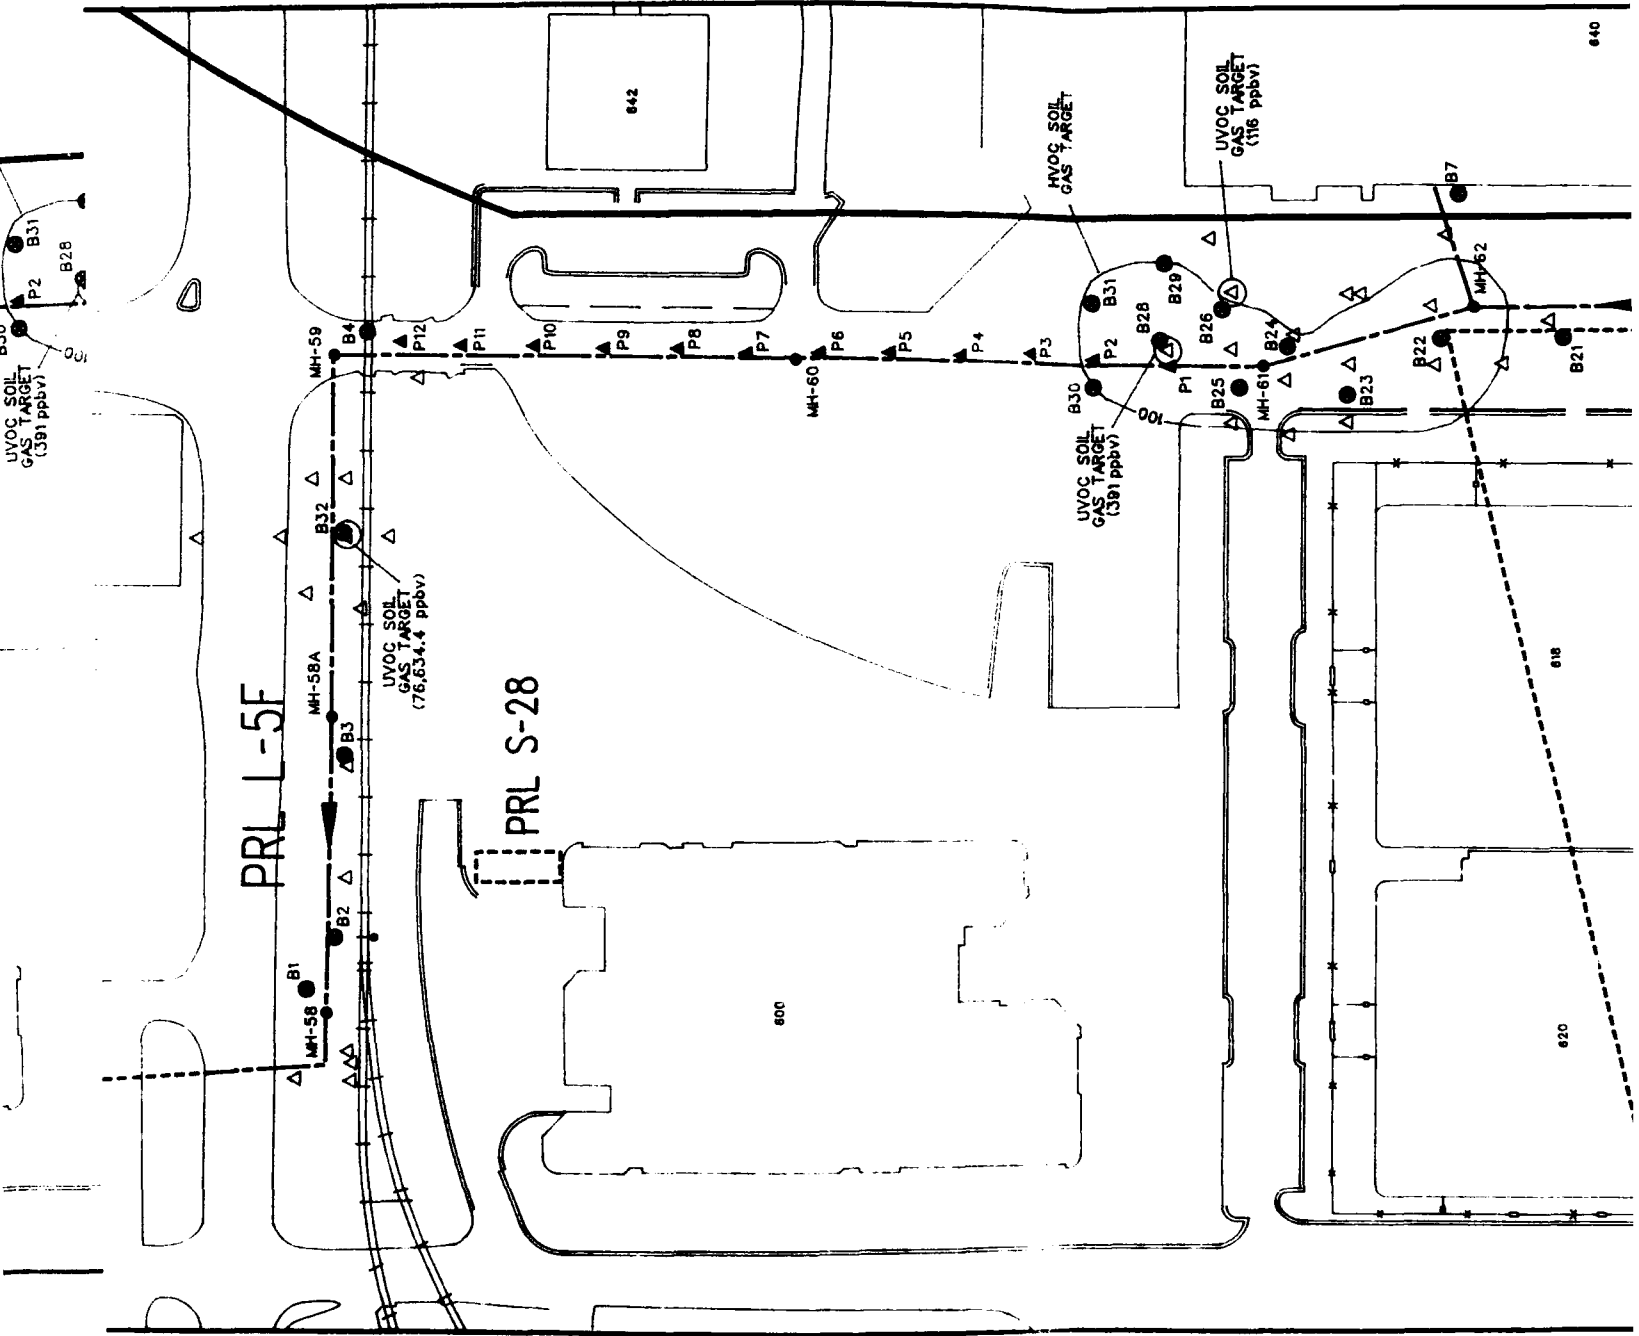 UVOC SOIL
GAS TARGET
(391 ppbv)
100
B30
P2
B31
B28
642
640
HVOC SOIL
GAS TARGET
UVOC SOIL
GAS TARGET
(116 ppbv)
B7
MH-62
MH-59
B4
P12
P11
P10
P9
P8
P7
MH-60
P6
P5
P4
P3
P2
B31
B30
B28
B29
P1
B26
B25
B24
MH-61
B23
B22
B21
100
UVOC SOIL
GAS TARGET
(391 ppbv)
B32
UVOC SOIL
GAS TARGET
(76,634.4 ppbv)
MH-58A
B3
PRL L-5F
PRL S-28
B2
B1
MH-58
600
618
620